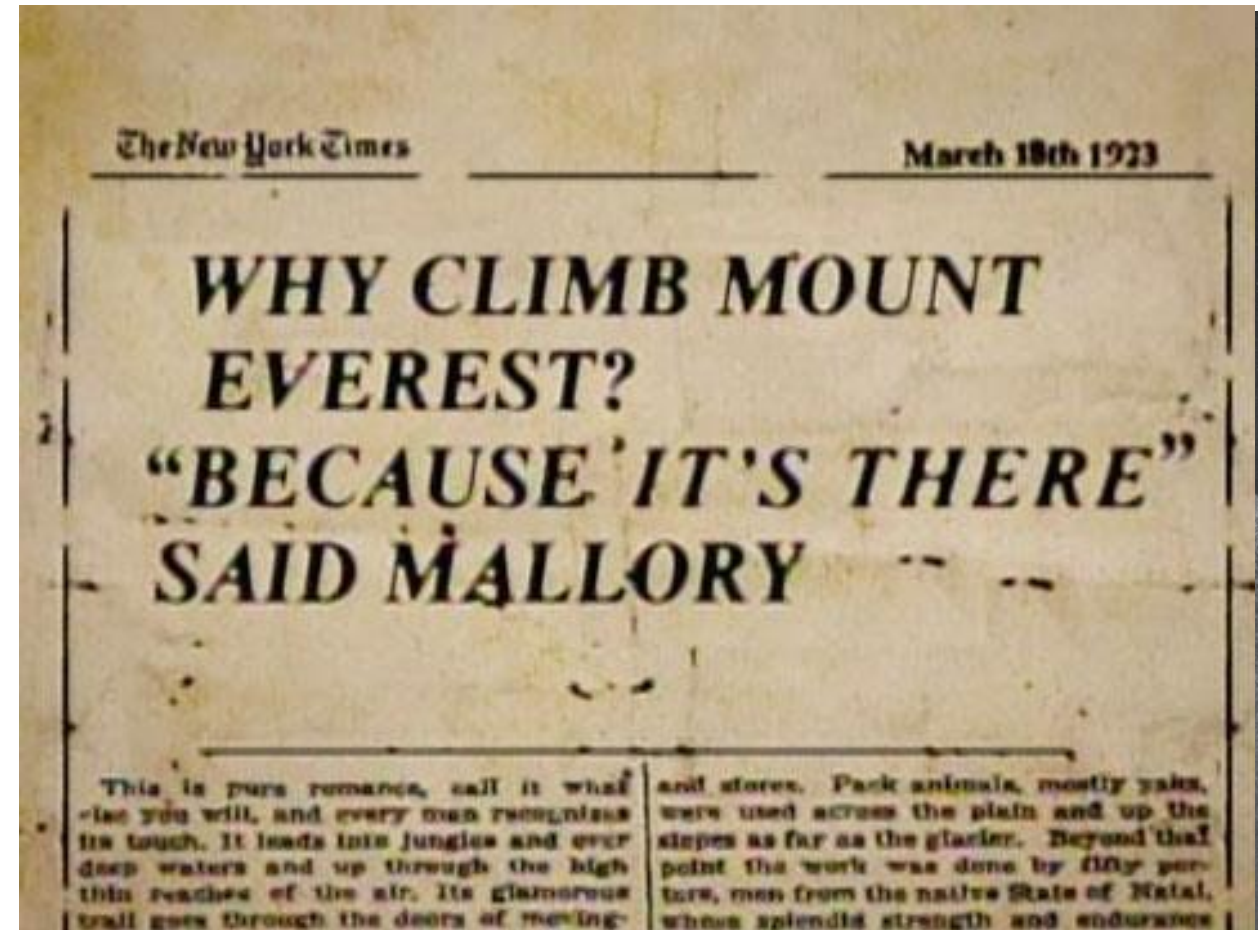 The New York Times
March 18th 1923
WHY CLIMB MOUNT
EVEREST?
“BECAUSE IT'S THERE”
SAID MALLORY
This is pure romance, call it what
else you will, and every man recognizes
its touch. It leads into jungles and over
deep waters and up through the high
thin reaches of the air. Its glamorous
trail goes through the doors of moving-
and stores. Pack animals, mostly yaks,
were used across the plain and up the
slopes as far as the glacier. Beyond that
point the work was done by fifty por-
ters, men from the native State of Natal,
whose splendid strength and endurance